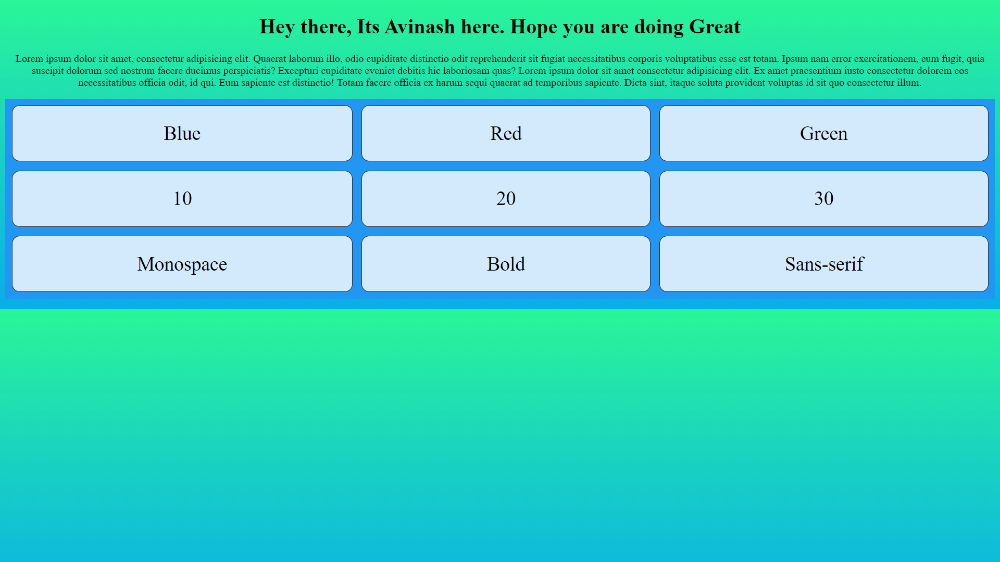 Hey there, Its Avinash here. Hope you are doing Great
Lorem ipsum dolor sit amet, consectetur adipisicing elit. Quaerat laborum illo, odio cupiditate distinctio odit reprehenderit sit fugiat necessitatibus corporis voluptatibus esse est totam. Ipsum nam error exercitationem, eum fugit, quia
suscipit dolorum sed nostrum facere ducimus perspiciatis? Excepturi cupiditate eveniet debitis hic laboriosam quas? Lorem ipsum dolor sit amet consectetur adipisicing elit. Ex amet praesentium iusto consectetur dolorem eos
necessitatibus officia odit, id qui. Eum sapiente est distinctio! Totam facere officia ex harum sequi quaerat ad temporibus sapiente. Dicta sint, itaque soluta provident voluptas id sit quo consectetur illum.
Blue
Red
Green
10
20
30
Monospace
Bold
Sans-serif